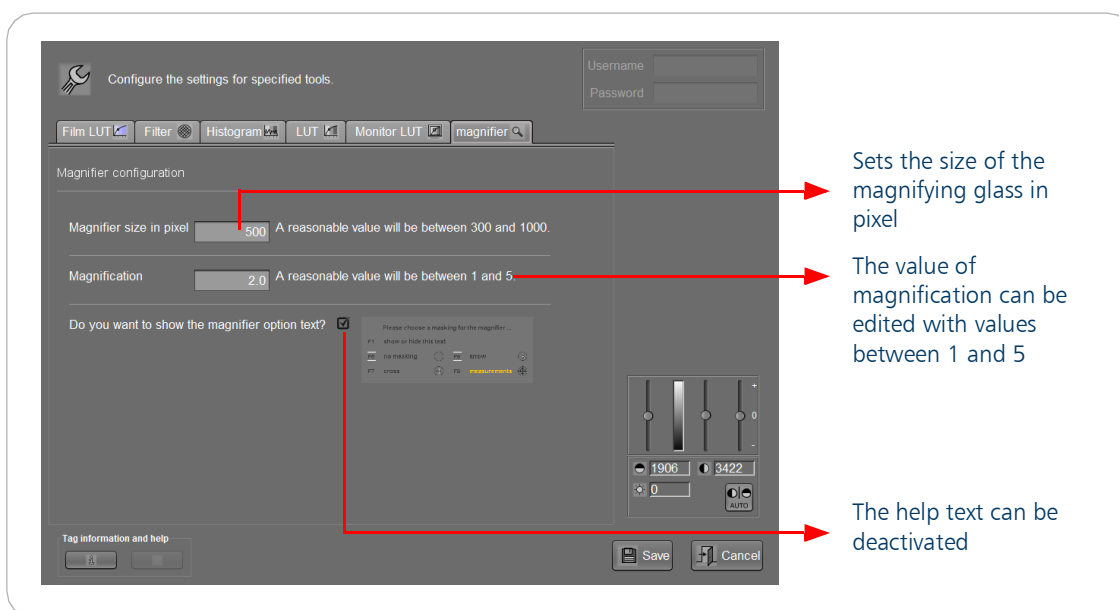 Configure the settings for specified tools.
Username
Password
Film LUT Filter Histogram LUT Monitor LUT magnifier
Magnifier configuration
Magnifier size in pixel 500 A reasonable value will be between 300 and 1000.
Magnification 2.0 A reasonable value will be between 1 and 5.
Do you want to show the magnifier option text?
Please choose a masking for the magnifier ...
F1 show or hide this text
no masking arrow
F7 cross measurements
+
0
-
1906 3422
0
AUTO
Tag information and help
Save Cancel
Sets the size of the
magnifying glass in
pixel
The value of
magnification can be
edited with values
between 1 and 5
The help text can be
deactivated